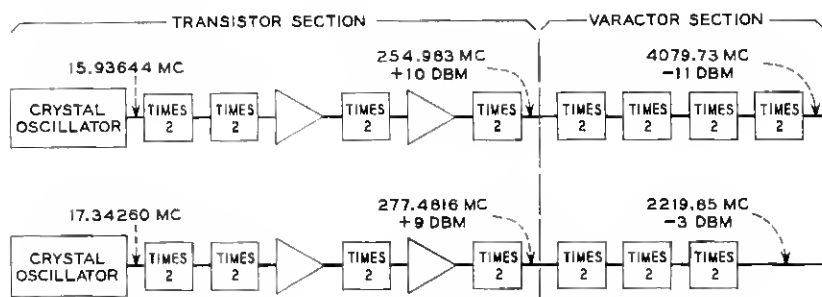 TRANSISTOR SECTION
VARACTOR SECTION
15.93644 MC
254.983 MC
+10 DBM
4079.73 MC
-11 DBM
CRYSTAL
OSCILLATOR
TIMES
2
TIMES
2
TIMES
2
TIMES
2
TIMES
2
TIMES
2
TIMES
2
TIMES
2
17.34260 MC
277.4816 MC
+9 DBM
2219.85 MC
-3 DBM
CRYSTAL
OSCILLATOR
TIMES
2
TIMES
2
TIMES
2
TIMES
2
TIMES
2
TIMES
2
TIMES
2